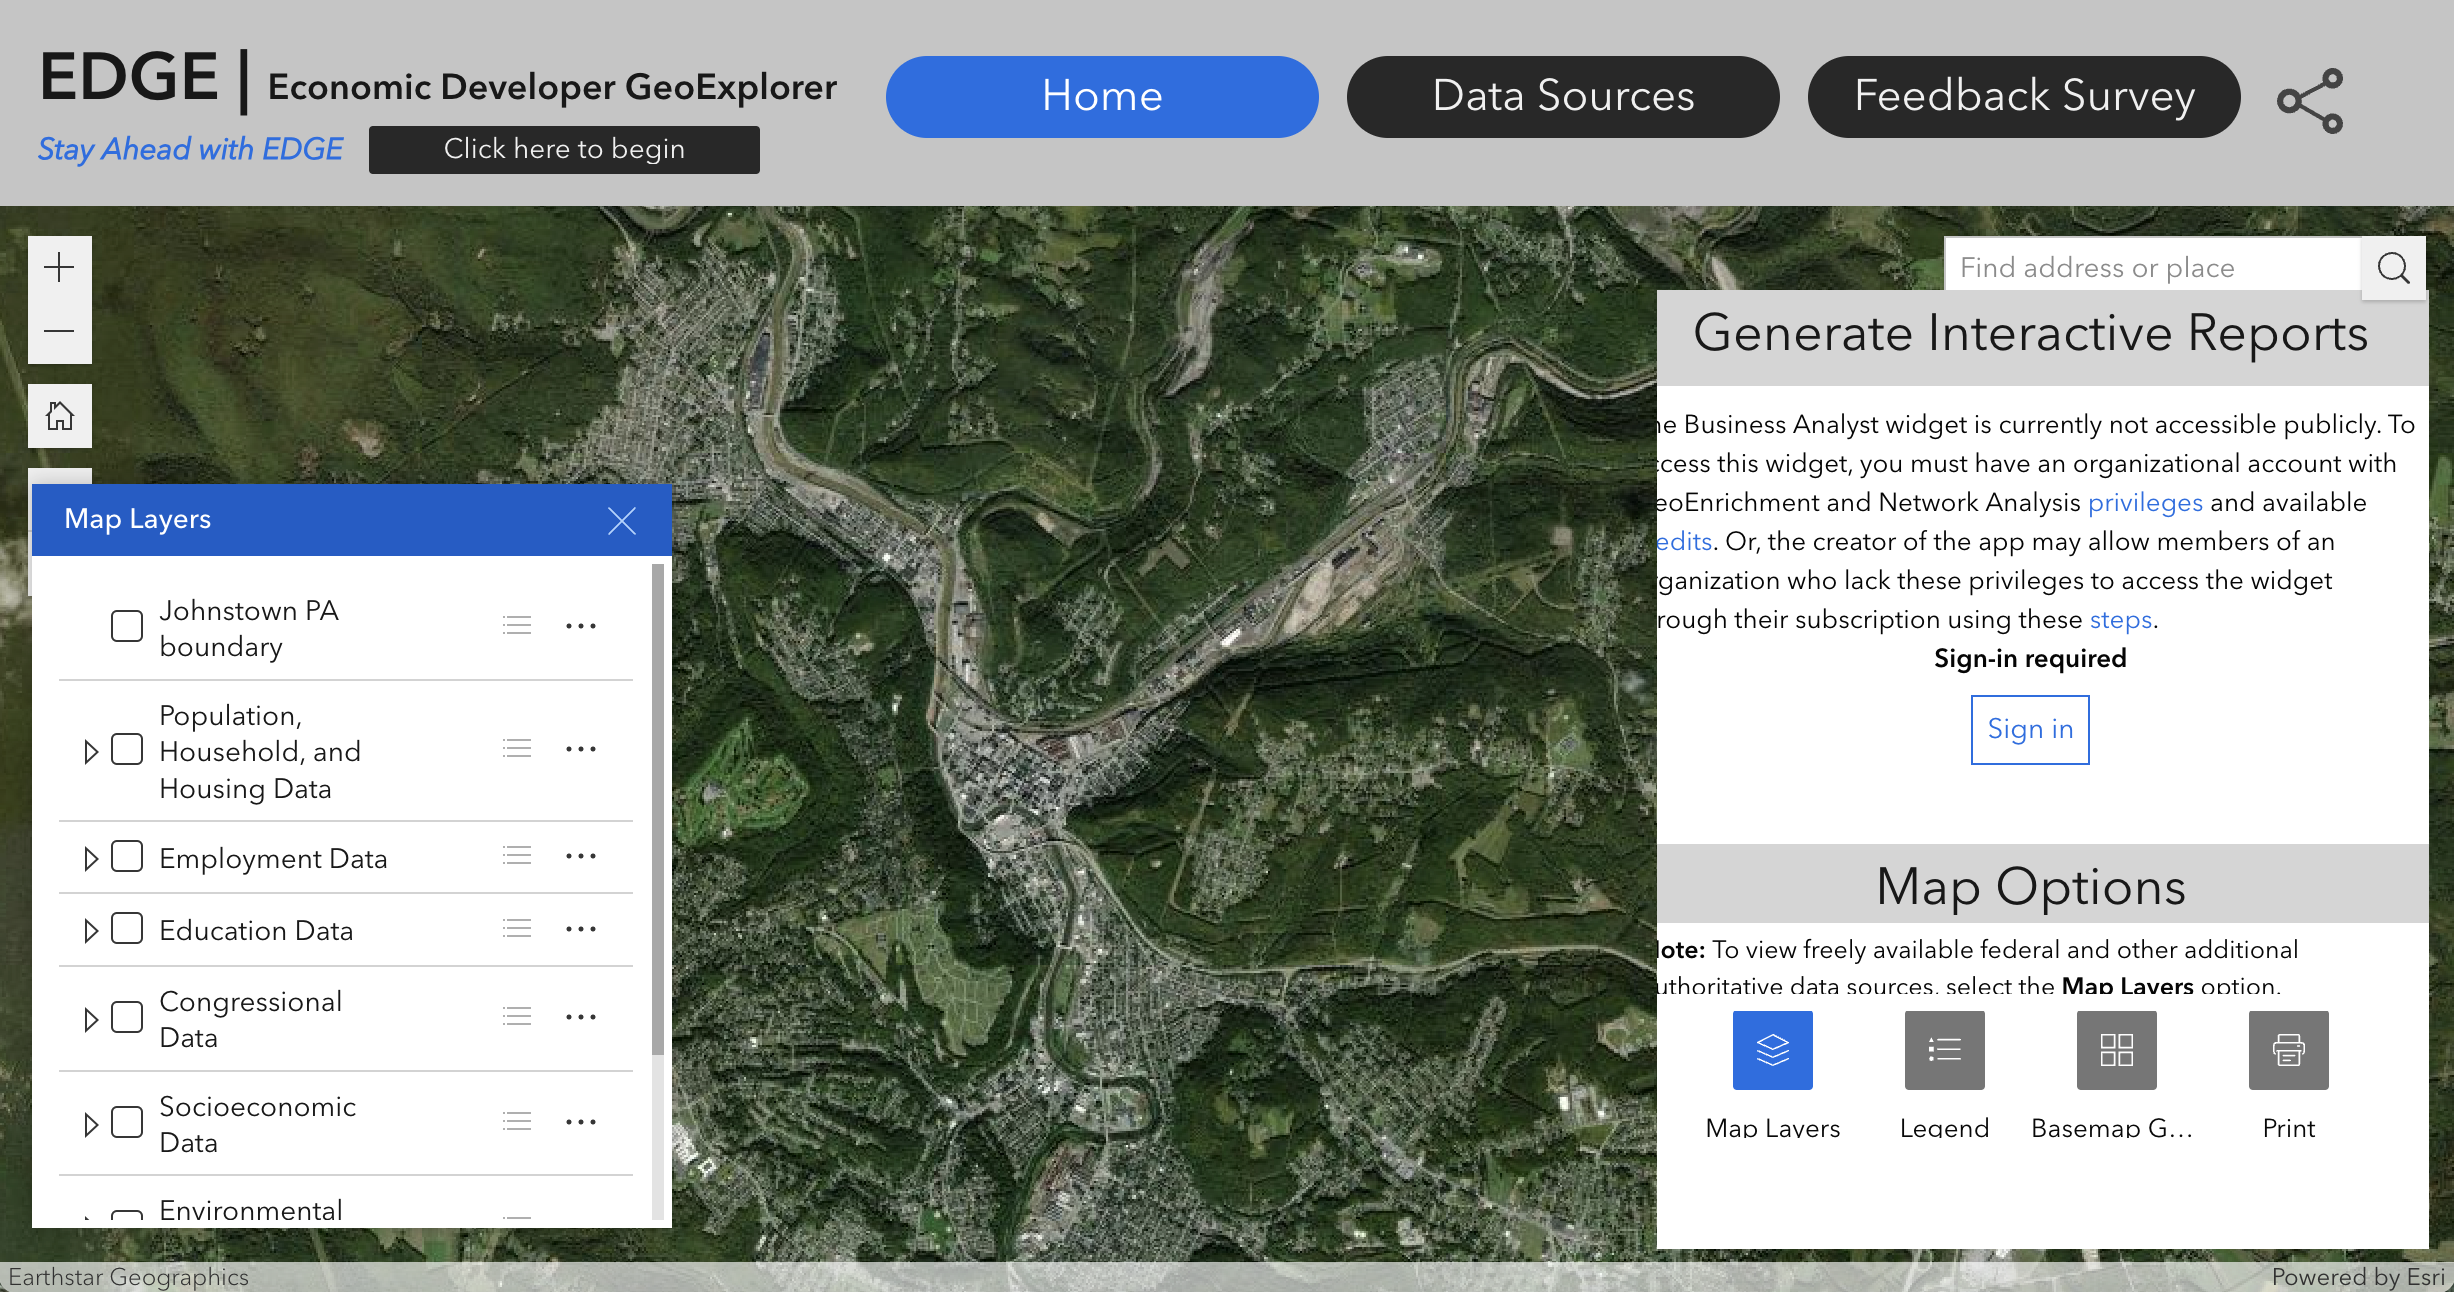 EDGE | Economic Developer GeoExplorer
Stay Ahead with EDGE
Click here to begin
Home
Data Sources
Feedback Survey
Find address or place
Generate Interactive Reports
he Business Analyst widget is currently not accessible publicly. To
ccess this widget, you must have an organizational account with
eoEnrichment and Network Analysis privileges and available
edits. Or, the creator of the app may allow members of an
ganization who lack these privileges to access the widget
rough their subscription using these steps.
Sign-in required
Sign in
Map Options
ote: To view freely available federal and other additional
uthoritative data sources, select the Map Layers option.
Map Layers
Legend
Basemap G...
Print
Map Layers
Johnstown PA
boundary
Population,
Household, and
Housing Data
Employment Data
Education Data
Congressional
Data
Socioeconomic
Data
Environmental
Earthstar Geographics
Powered by Esri